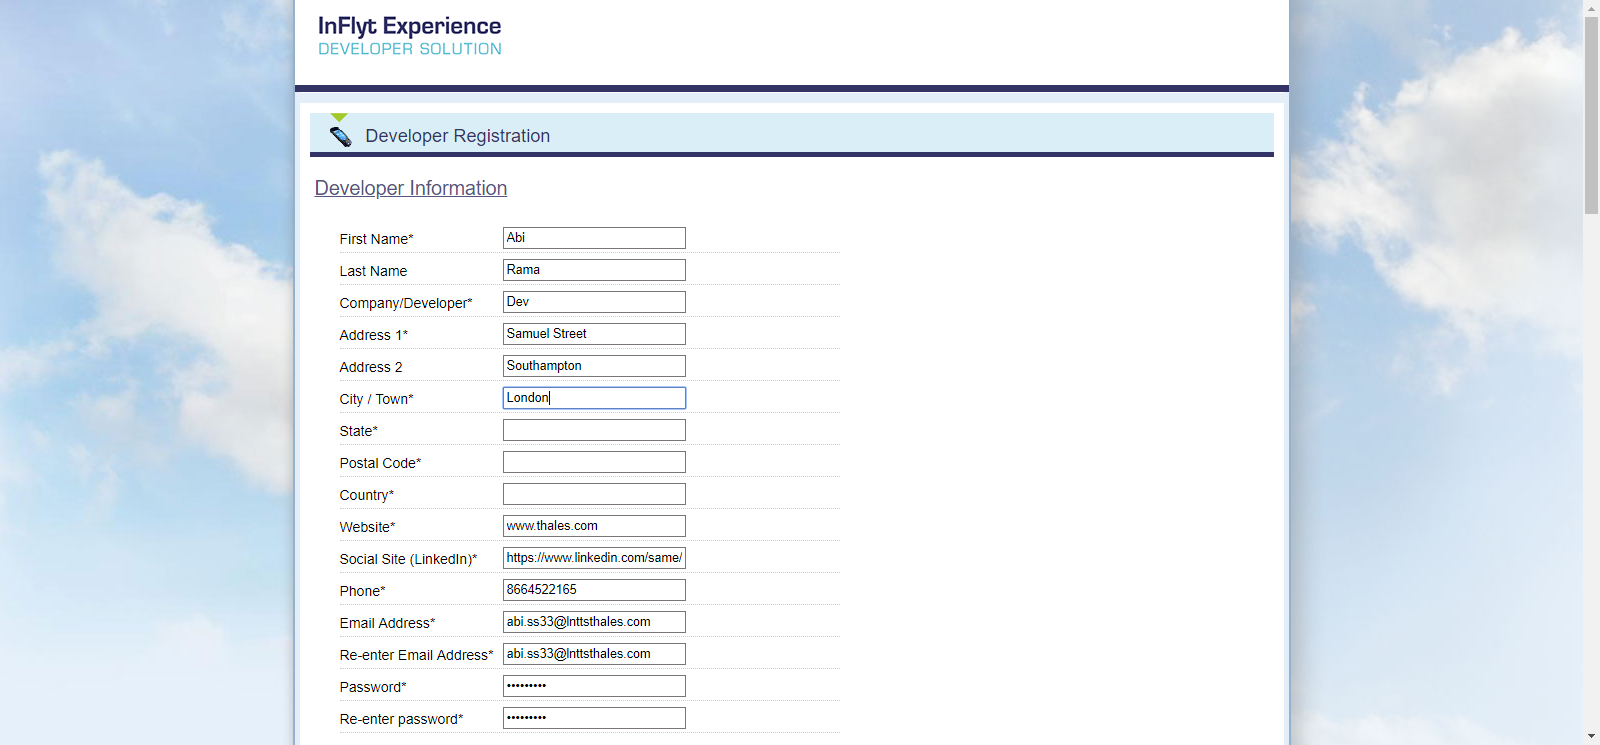 InFlyt Experience
DEVELOPER SOLUTION
Developer Registration
Developer Information
First Name* Abi
Last Name Rama
Company/Developer* Dev
Address 1* Samuel Street
Address 2 Southampton
City / Town* London
State*
Postal Code*
Country*
Website* www.thales.com
Social Site (LinkedIn)* https://www.linkedin.com/same/
Phone* 8664522165
Email Address* abi.ss33@lnttsthales.com
Re-enter Email Address* abi.ss33@lnttsthales.com
Password* •••••••••
Re-enter password* •••••••••